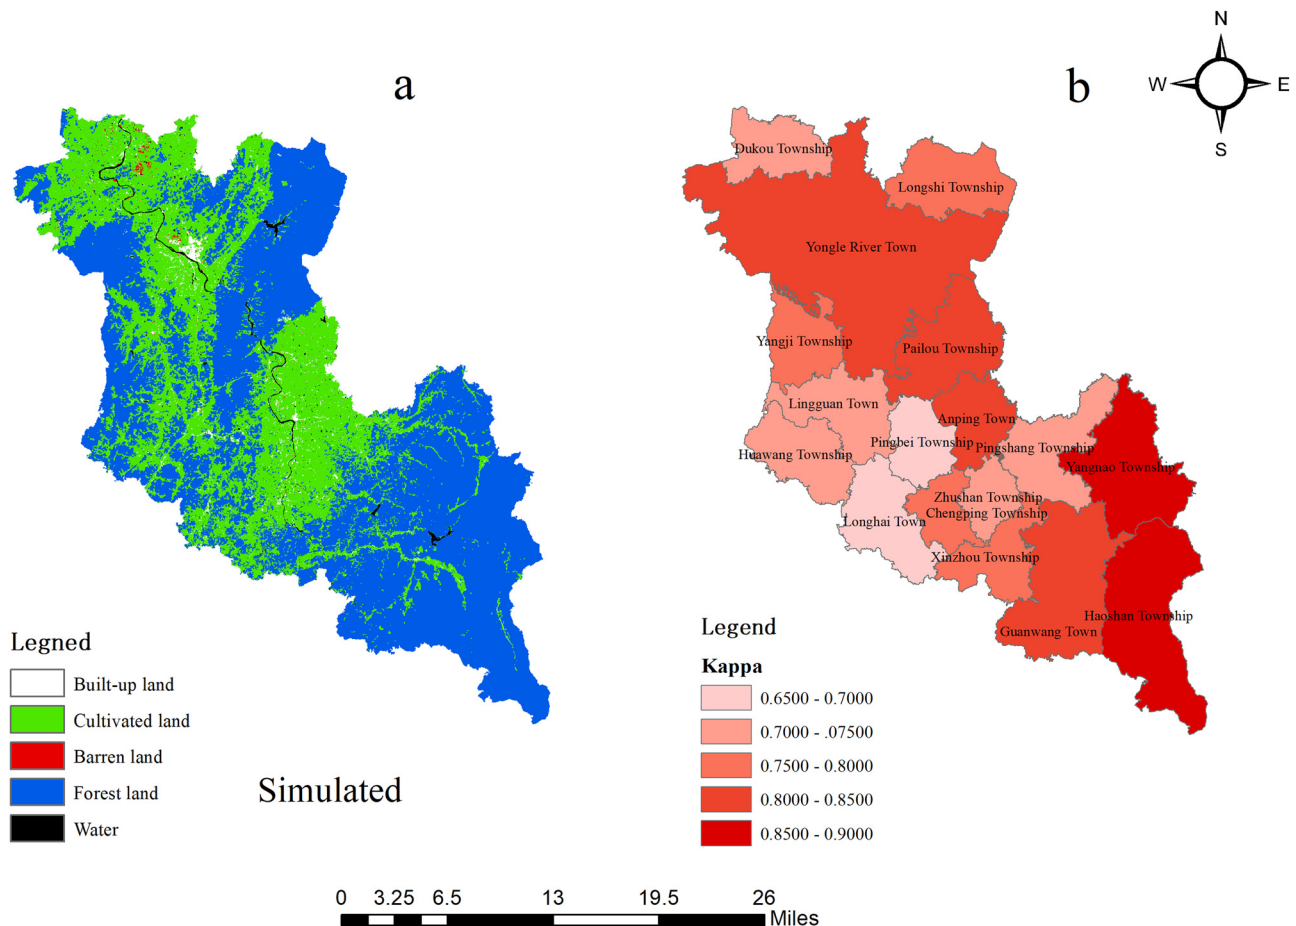 a
b
N
W
E
S
Dukou Township
Longshi Township
Yongle River Town
Yangji Township
Pailou Township
Lingguan Town
Anping Town
Pingbei Township
Pingshang Township
Huawang Township
Yangnao Township
Zhushan Township
Chengping Township
Longhai Town
Xinzhou Township
Haoshan Township
Guanwang Town
Legned
Built-up land
Cultivated land
Barren land
Forest land
Water
Simulated
Legend
Kappa
0.6500 - 0.7000
0.7000 - .07500
0.7500 - 0.8000
0.8000 - 0.8500
0.8500 - 0.9000
0 3.25 6.5 13 19.5 26
Miles